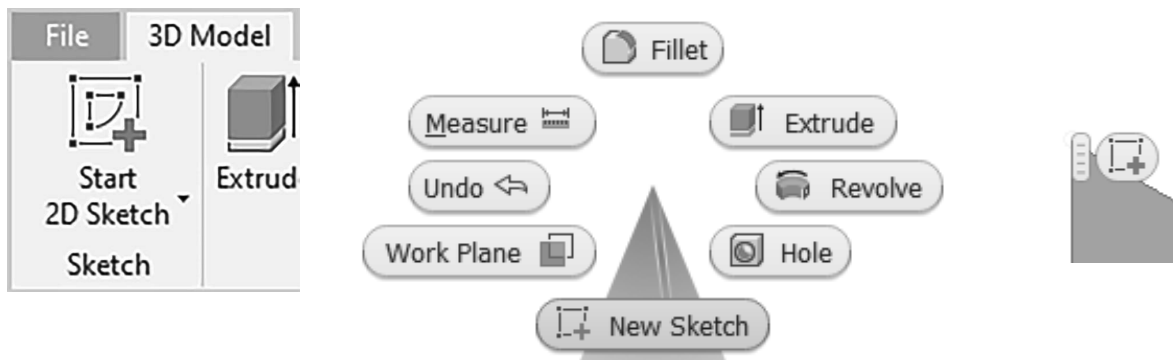 File
3D Model
Start
2D Sketch
Extrud
Sketch
Fillet
Measure
Extrude
Undo
Revolve
Work Plane
Hole
New Sketch